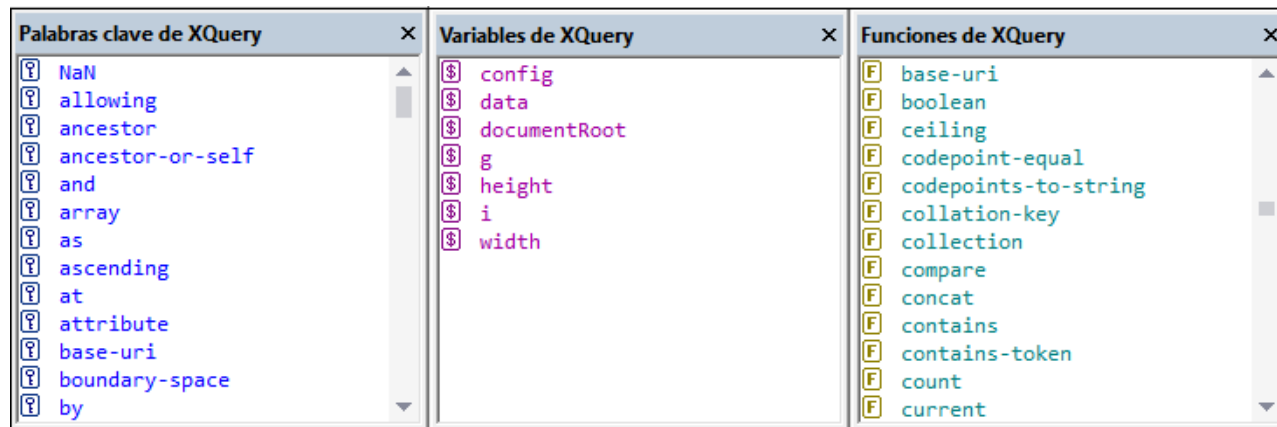 Palabras clave de XQuery
NaN
allowing
ancestor
ancestor-or-self
and
array
as
ascending
at
attribute
base-uri
boundary-space
by
Variables de XQuery
config
data
documentRoot
g
height
i
width
Funciones de XQuery
base-uri
boolean
ceiling
codepoint-equal
codepoints-to-string
collation-key
collection
compare
concat
contains
contains-token
count
current